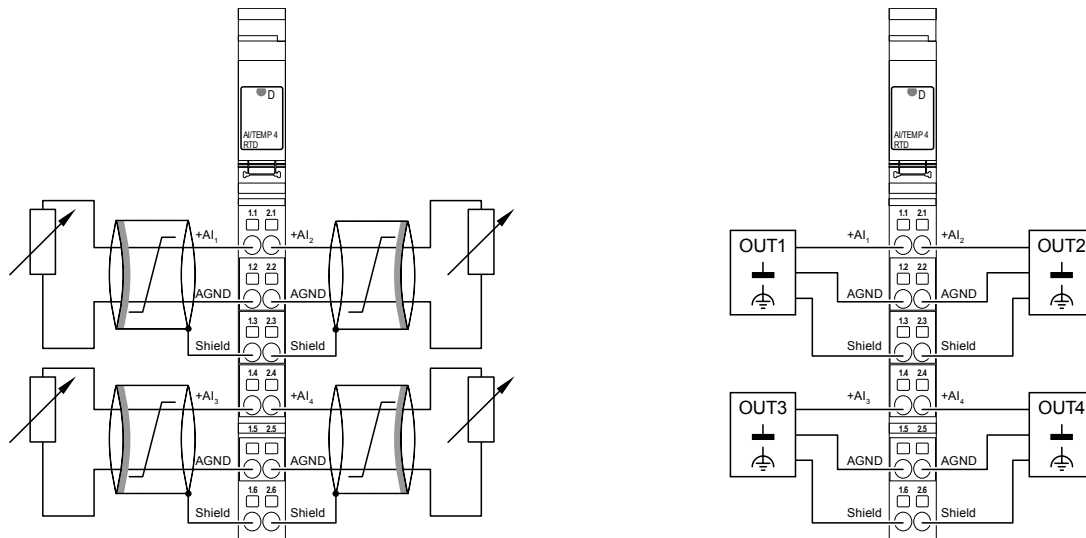 D
AI/TEMP 4
RTD
1.1 2.1
+AI₁ +AI₂
1.2 2.2
AGND AGND
1.3 2.3
Shield Shield
1.4 2.4
+AI₃ +AI₄
1.5 2.5
AGND AGND
1.6 2.6
Shield Shield
D
AI/TEMP 4
RTD
1.1 2.1
OUT1 +AI₁ +AI₂ OUT2
1.2 2.2
AGND AGND
1.3 2.3
Shield Shield
1.4 2.4
OUT3 +AI₃ +AI₄ OUT4
1.5 2.5
AGND AGND
1.6 2.6
Shield Shield